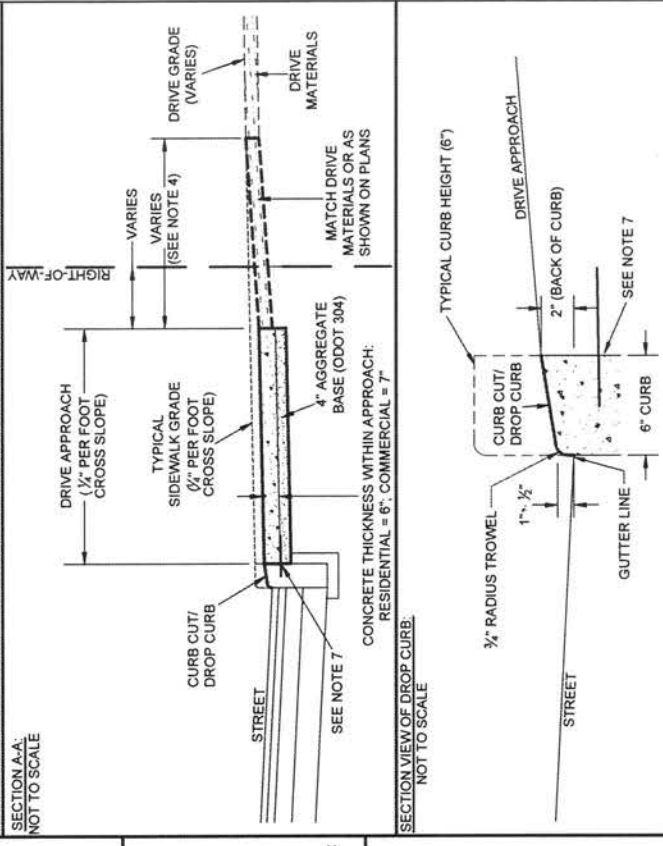 SECTION A-A:
NOT TO SCALE
DRIVE APPROACH
(¼" PER FOOT
CROSS SLOPE)
RIGHT-OF-WAY
VARIES
VARIES
(SEE NOTE 4)
DRIVE GRADE
(VARIES)
TYPICAL
SIDEWALK GRADE
(¼" PER FOOT
CROSS SLOPE)
CURB CUT/
DROP CURB
STREET
SEE NOTE 7
4" AGGREGATE
BASE (ODOT 304)
MATCH DRIVE
MATERIALS OR AS
SHOWN ON PLANS
DRIVE
MATERIALS
CONCRETE THICKNESS WITHIN APPROACH:
RESIDENTIAL = 6"; COMMERCIAL = 7"
SECTION VIEW OF DROP CURB:
NOT TO SCALE
TYPICAL CURB HEIGHT (6")
¾" RADIUS TROWEL
CURB CUT/
DROP CURB
DRIVE APPROACH
1"- ½"
2" (BACK OF CURB)
STREET
GUTTER LINE
6" CURB
SEE NOTE 7